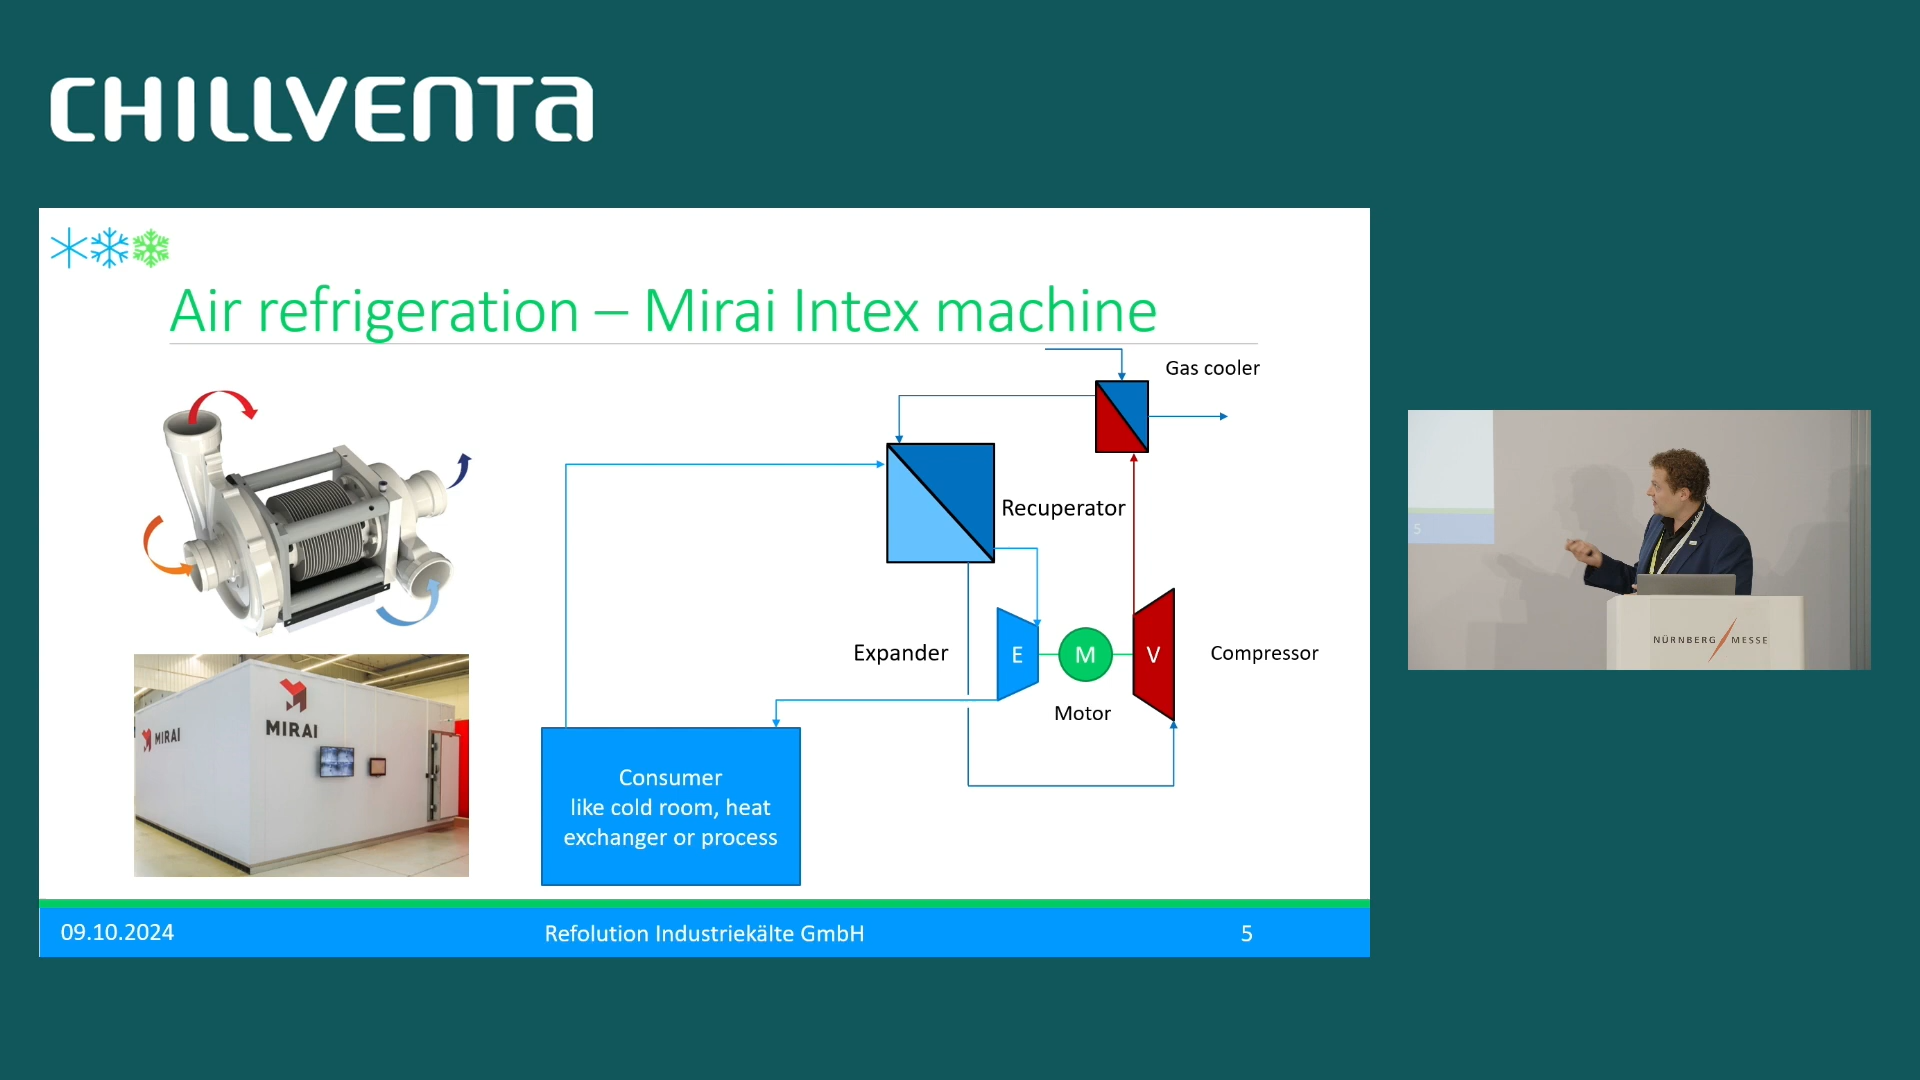 CHILLVENTA
Air refrigeration – Mirai Intex machine
Gas cooler
Recuperator
Expander
E
M
V
Compressor
Motor
MIRAI
MIRAI
Consumer
like cold room, heat
exchanger or process
09.10.2024
Refolution Industriekälte GmbH
5
5
NÜRNBERG MESSE